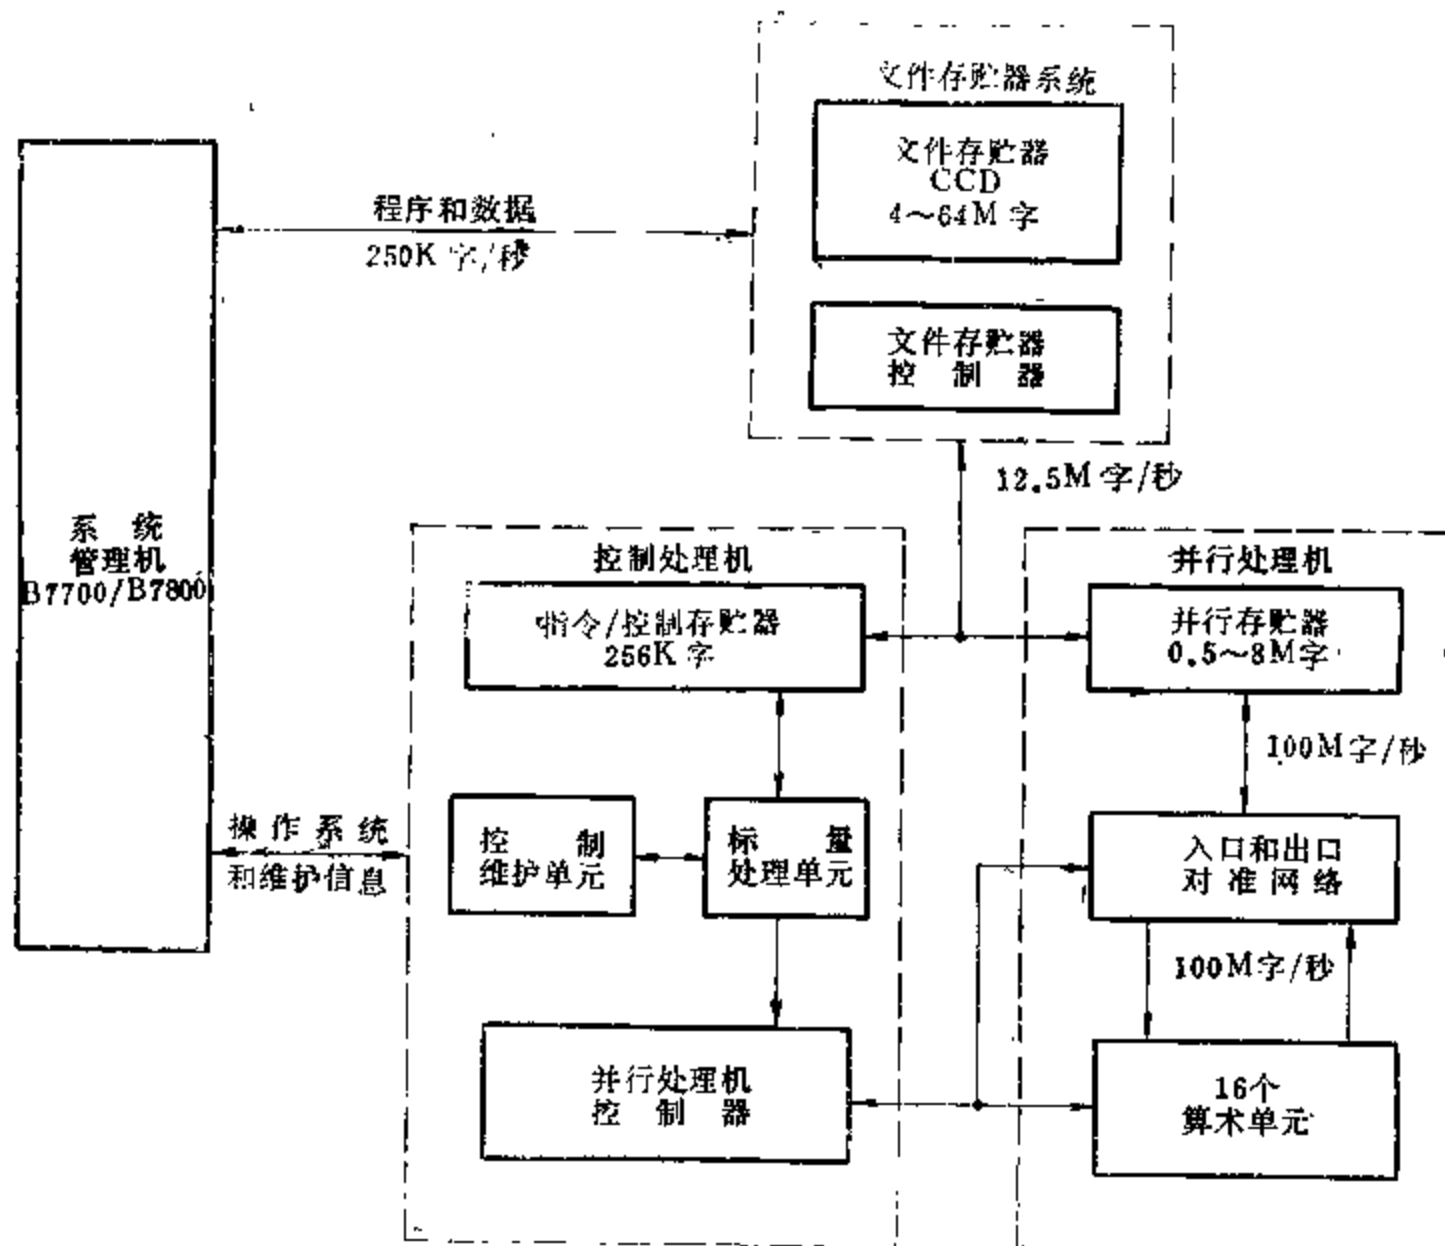 文件存贮器系统
文件存贮器
CCD
4～64M 字
程序和数据
250K 字/秒
文件存贮器
控 制 器
12.5M 字/秒
系 统
管理机
B7700/B7800
控制处理机
指令/控制存贮器
256K 字
并行处理机
并行存贮器
0.5～8M字
100M 字/秒
操 作 系 统
和维护信息
控 制
维护单元
标 量
处理单元
入口和出口
对 准 网 络
100M字/秒
并行处理机
控 制 器
16个
算术单元